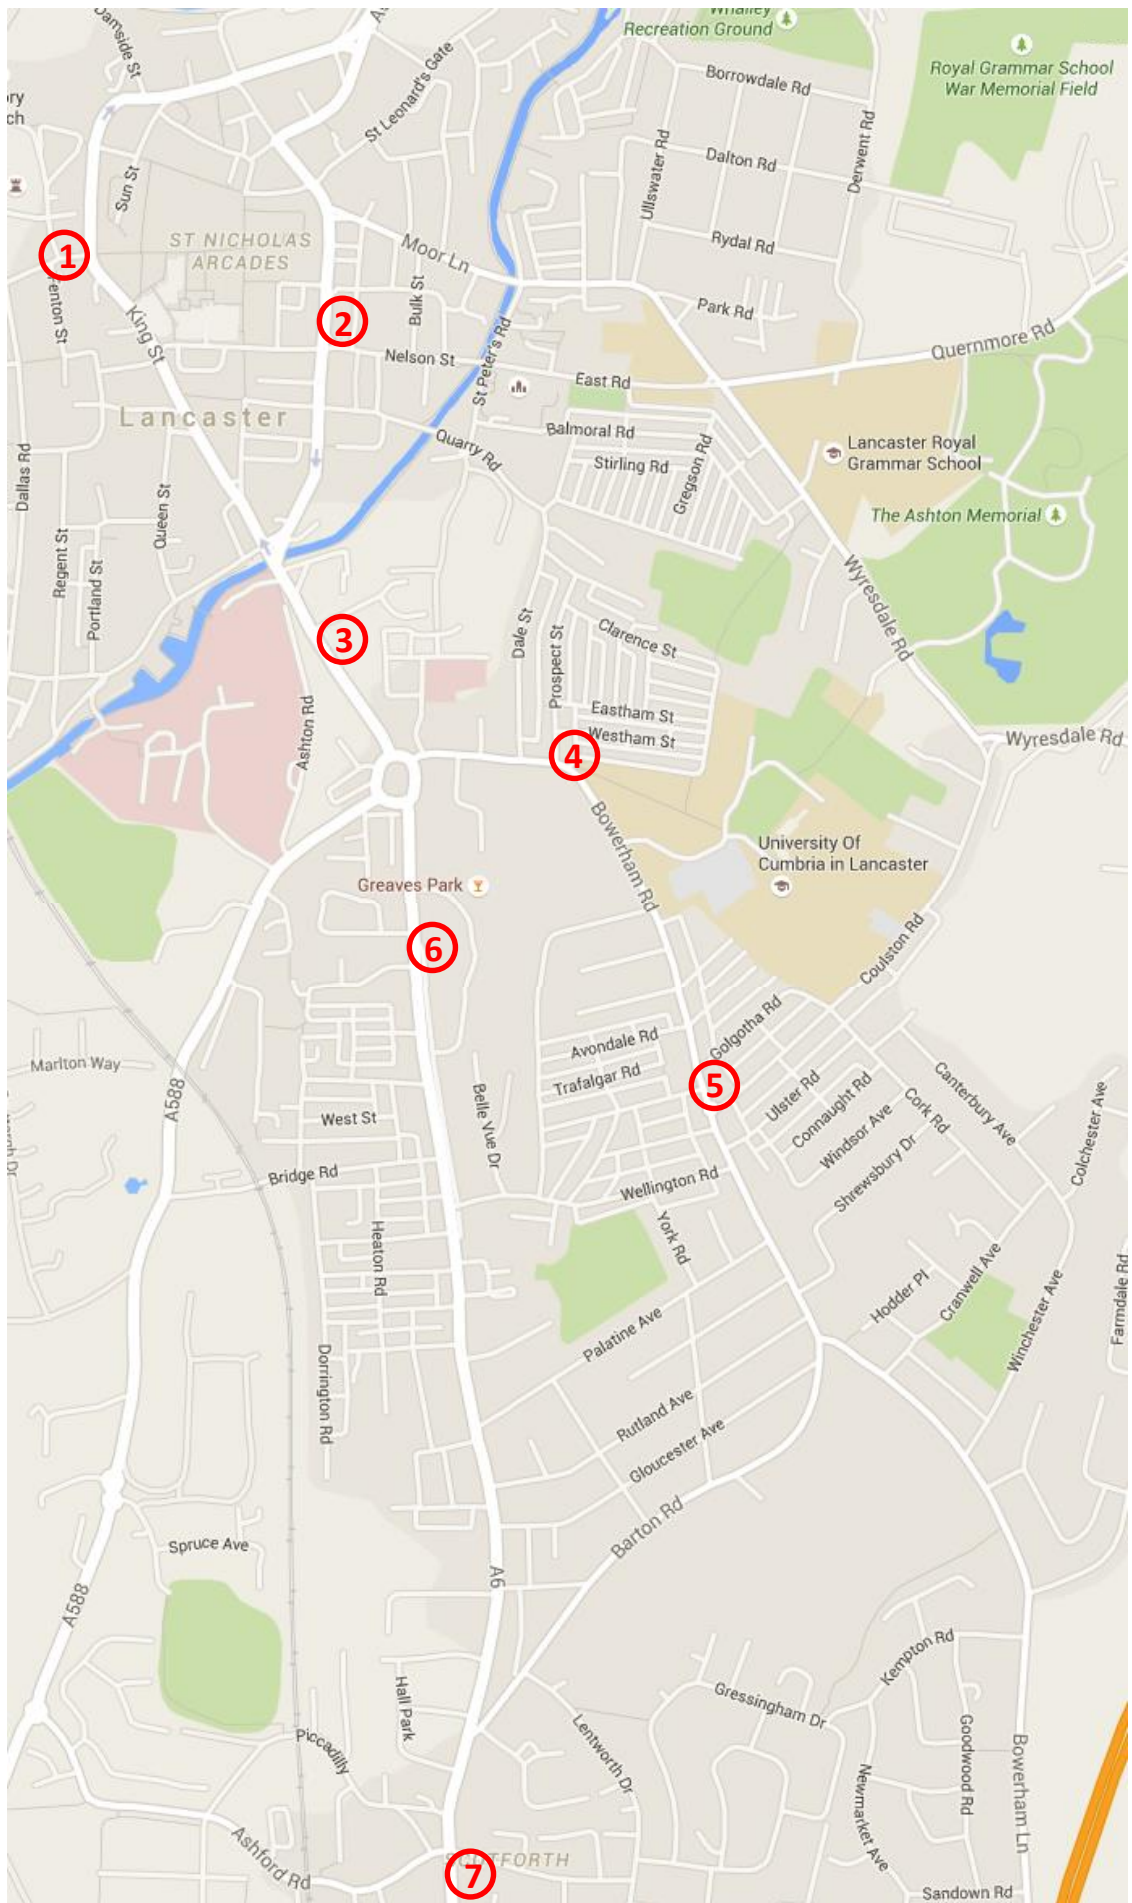 Damside St
St Leonard's Gate
Whalley
Recreation Ground
Royal Grammar School
War Memorial Field
Borrowdale Rd
ory
ch
Sun St
Ullswater Rd
Dalton Rd
Derwent Rd
ST NICHOLAS
ARCADES
Moor Ln
Rydal Rd
1
Fenton St
King St
2
Bulk St
St Peter's Rd
Park Rd
Quernmore Rd
Nelson St
East Rd
Lancaster
Quarry Rd
Balmoral Rd
Stirling Rd
Gregson Rd
Lancaster Royal
Grammar School
Dallas Rd
Queen St
The Ashton Memorial
Regent St
Portland St
Wyresdale Rd
3
Dale St
Prospect St
Clarence St
Eastham St
Westham St
Ashton Rd
Wyresdale Rd
4
Bowerham Rd
University Of
Cumbria in Lancaster
Greaves Park
6
Coulston Rd
Golgotha Rd
Avondale Rd
Trafalgar Rd
5
Marlton Way
A588
Belle Vue Dr
Ulster Rd
Connaught Rd
Windsor Ave
Cork Rd
Canterbury Ave
Colchester Ave
West St
Shrewsbury Dr
Bridge Rd
Wellington Rd
York Rd
Heaton Rd
Hodder Pl
Cranwell Ave
Winchester Ave
Farmdale Rd
Palatine Ave
Dorrington Rd
Rutland Ave
Gloucester Ave
Barton Rd
Spruce Ave
A6
A588
Kempton Rd
Hall Park
Gressingham Dr
Piccadilly
Lentworth Dr
Goodwood Rd
Bowerham Ln
Newmarket Ave
Ashford Rd
7
SCOTFORTH
Sandown Rd